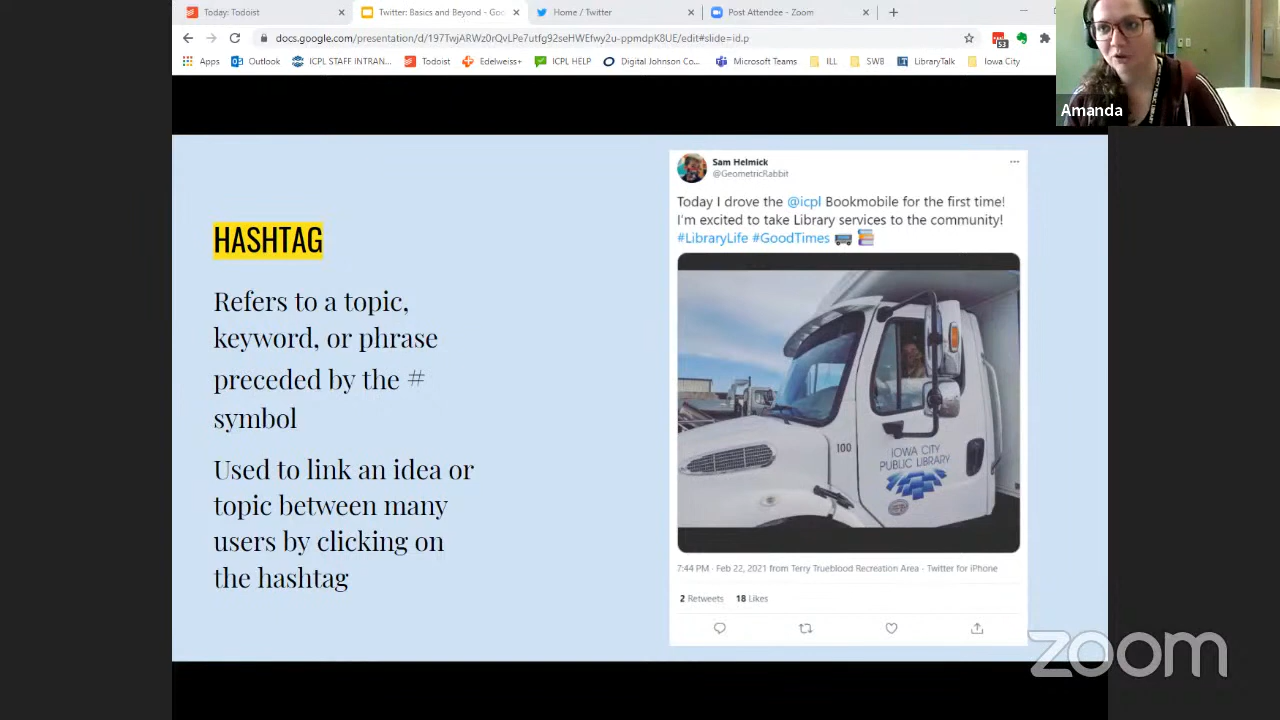 Today: Todoist
Twitter: Basics and Beyond - Goo
Home / Twitter
Post Attendee - Zoom
docs.google.com/presentation/d/197TwjARWz0rQvLPe7utfg92seHWEfwy2u-ppmdpK8UE/edit#slide=id.p
53
Apps
Outlook
ICPL STAFF INTRAN...
Todoist
Edelweiss+
ICPL HELP
Digital Johnson Co...
Microsoft Teams
ILL
SWB
LibraryTalk
Iowa City
Amanda
HASHTAG
Refers to a topic,
keyword, or phrase
preceded by the #
symbol
Used to link an idea or
topic between many
users by clicking on
the hashtag
Sam Helmick
@GeometricRabbit
Today I drove the @icpl Bookmobile for the first time!
I'm excited to take Library services to the community!
#LibraryLife #GoodTimes
100
IOWA CITY
PUBLIC LIBRARY
7:44 PM · Feb 22, 2021 from Terry Trueblood Recreation Area · Twitter for iPhone
2 Retweets 18 Likes
zoom